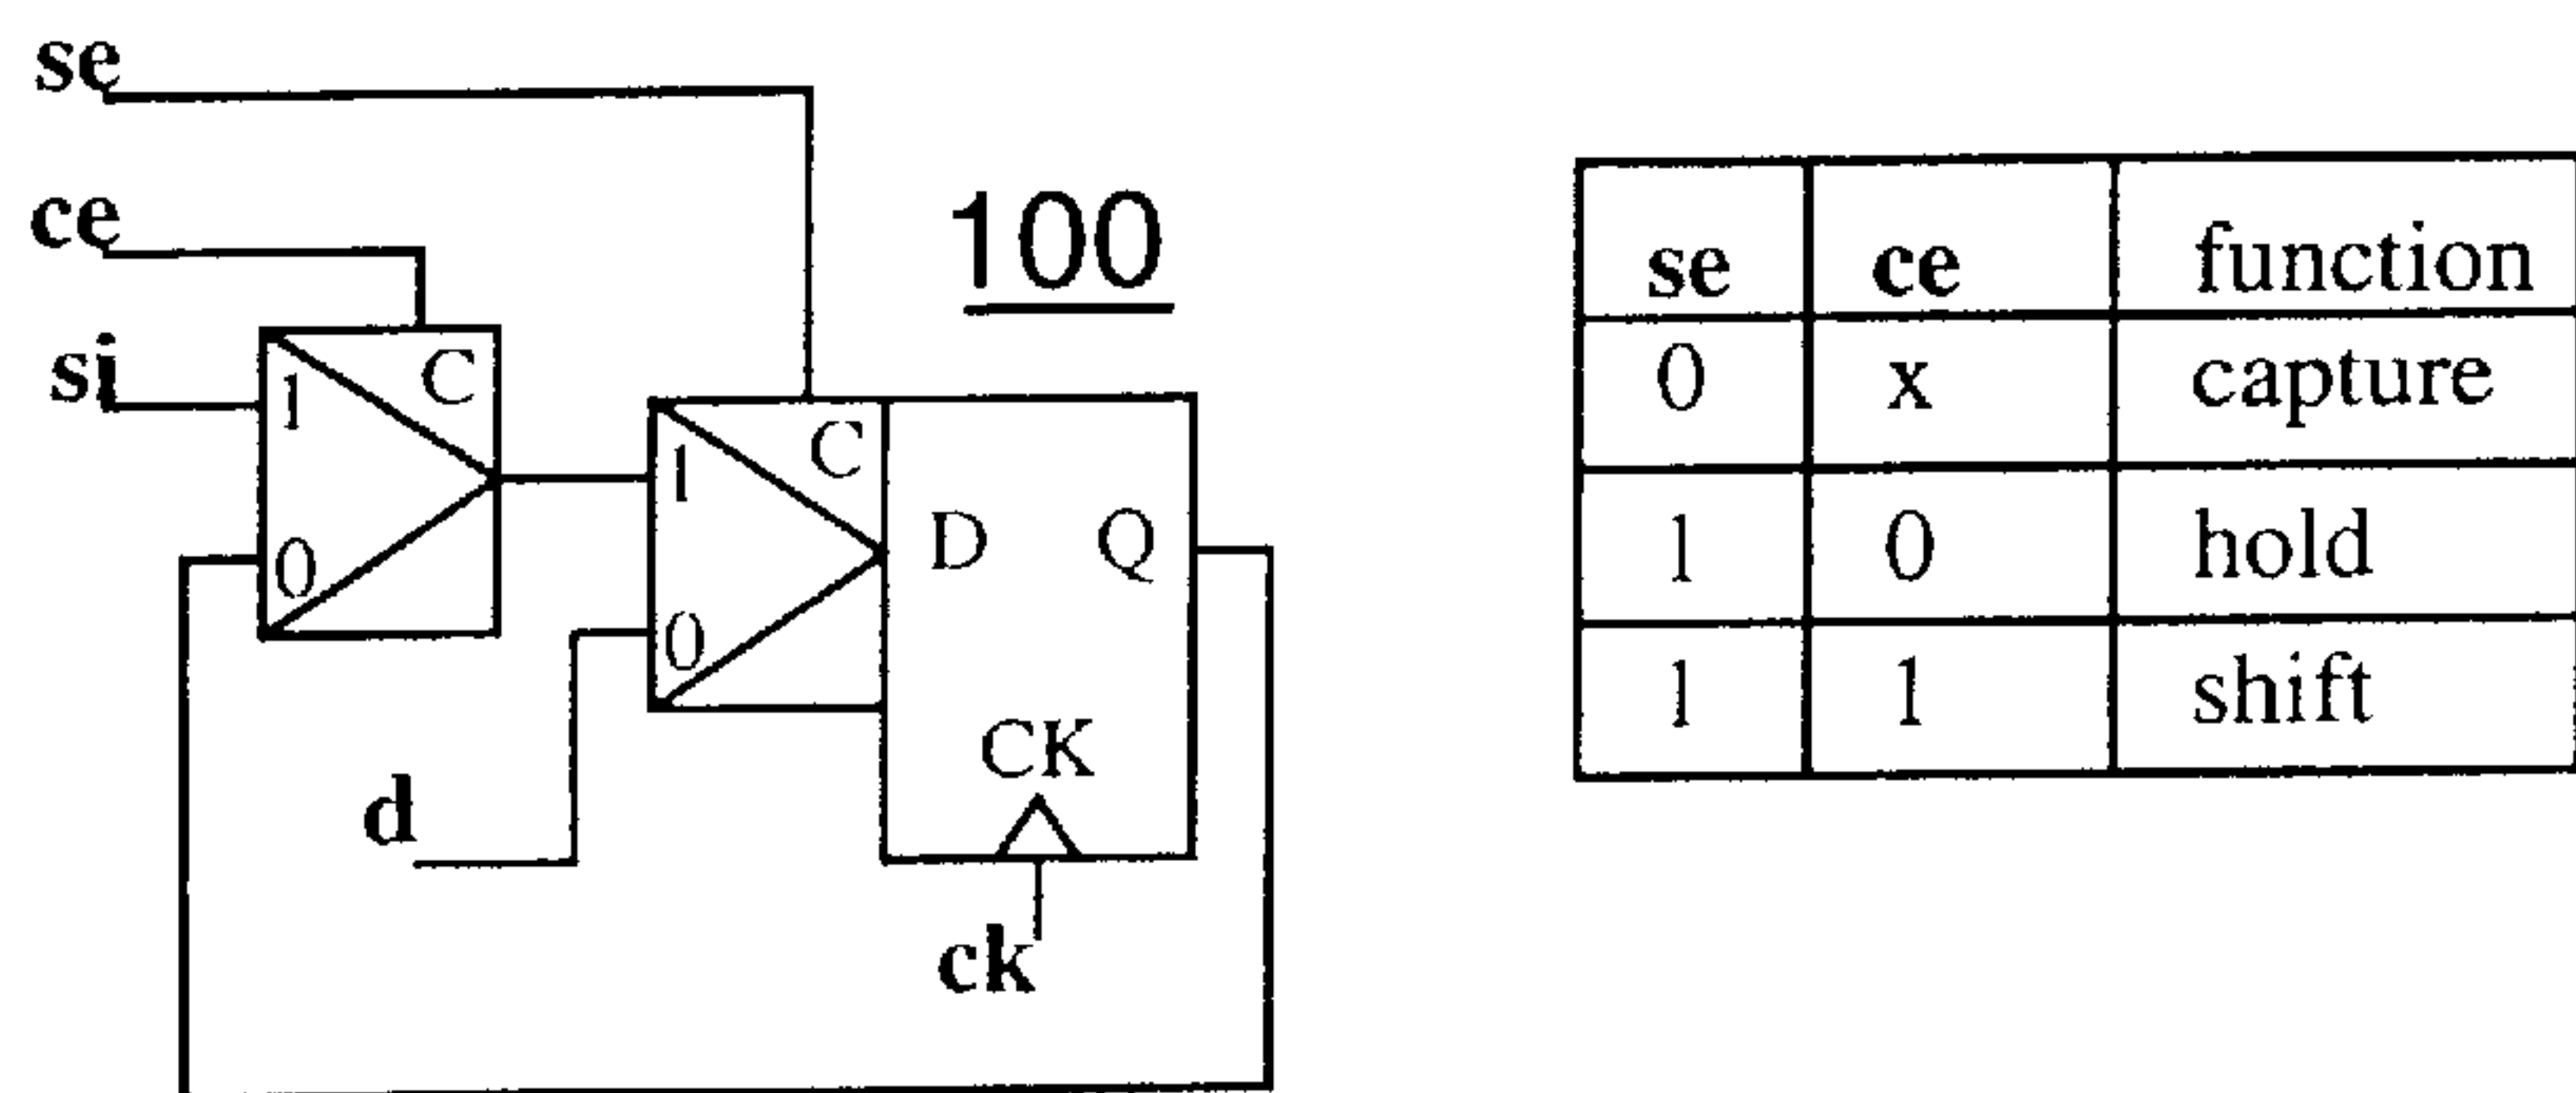 se
ce
si
1
C
0
100
1
C
0
D
Q
CK
d
ck
se ce function
0 x capture
1 0 hold
1 1 shift